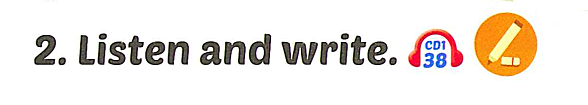 2. Listen and write. CD1 38